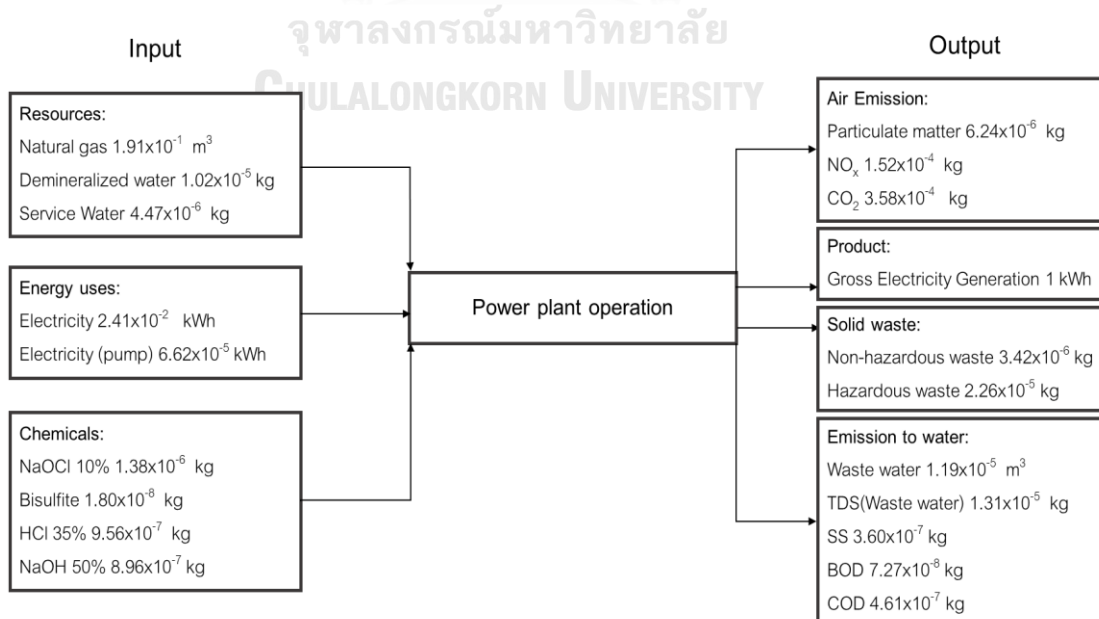 จุฬาลงกรณ์มหาวิทยาลัย
CHULALONGKORN UNIVERSITY
Input
Resources:
Natural gas 1.91x10⁻¹ m³
Demineralized water 1.02x10⁻⁵ kg
Service Water 4.47x10⁻⁶ kg
Energy uses:
Electricity 2.41x10⁻² kWh
Electricity (pump) 6.62x10⁻⁵ kWh
Chemicals:
NaOCl 10% 1.38x10⁻⁶ kg
Bisulfite 1.80x10⁻⁸ kg
HCl 35% 9.56x10⁻⁷ kg
NaOH 50% 8.96x10⁻⁷ kg
Power plant operation
Output
Air Emission:
Particulate matter 6.24x10⁻⁶ kg
NOₓ 1.52x10⁻⁴ kg
CO₂ 3.58x10⁻⁴ kg
Product:
Gross Electricity Generation 1 kWh
Solid waste:
Non-hazardous waste 3.42x10⁻⁶ kg
Hazardous waste 2.26x10⁻⁵ kg
Emission to water:
Waste water 1.19x10⁻⁵ m³
TDS(Waste water) 1.31x10⁻⁵ kg
SS 3.60x10⁻⁷ kg
BOD 7.27x10⁻⁸ kg
COD 4.61x10⁻⁷ kg